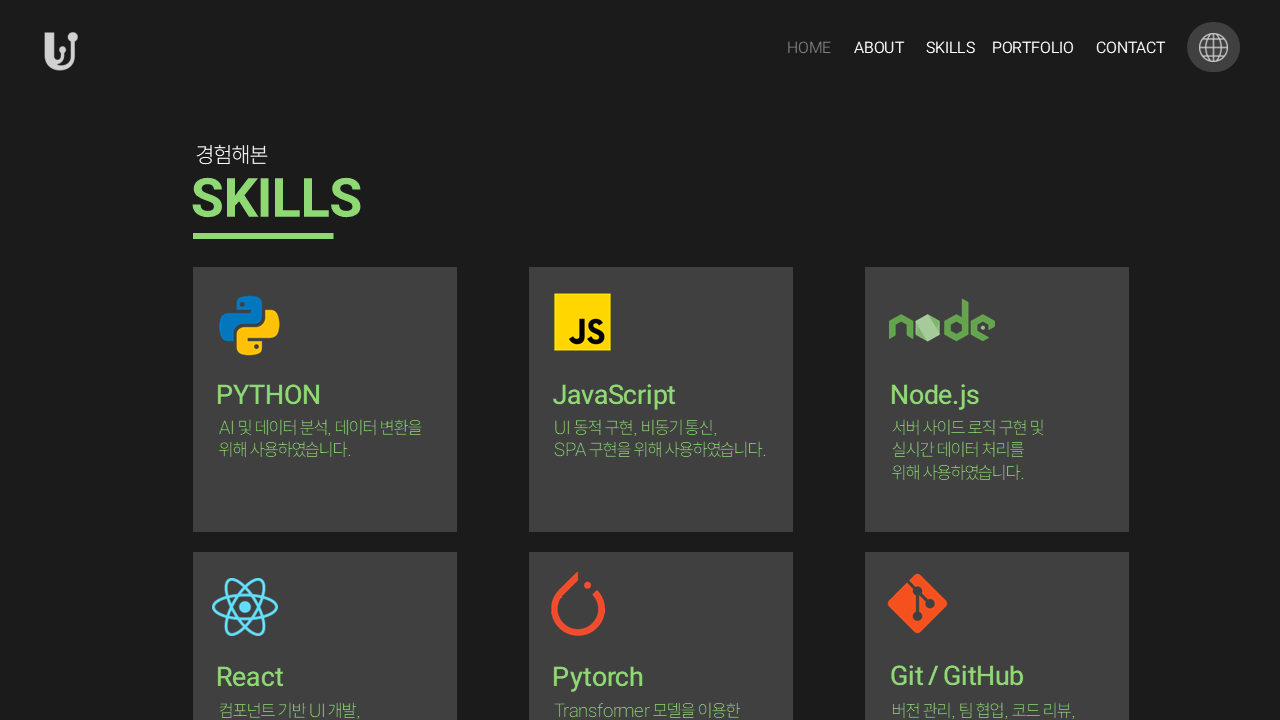 HOME ABOUT SKILLS PORTFOLIO CONTACT
경험해본
SKILLS
JS
node
PYTHON
AI 및 데이터 분석, 데이터 변환을
위해 사용하였습니다.
JavaScript
UI 동적 구현, 비동기 통신,
SPA 구현을 위해 사용하였습니다.
Node.js
서버 사이드 로직 구현 및
실시간 데이터 처리를
위해 사용하였습니다.
React
컴포넌트 기반 UI 개발,
Pytorch
Transformer 모델을 이용한
Git / GitHub
버전 관리, 팀 협업, 코드 리뷰,